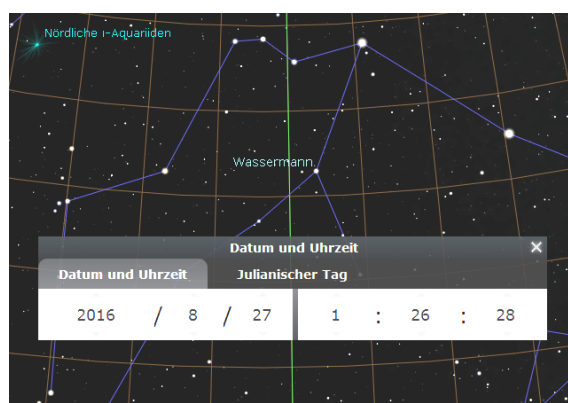 Nördliche ι-Aquariiden
Wassermann
Datum und Uhrzeit
Datum und Uhrzeit Julianischer Tag
2016 / 8 / 27 1 : 26 : 28